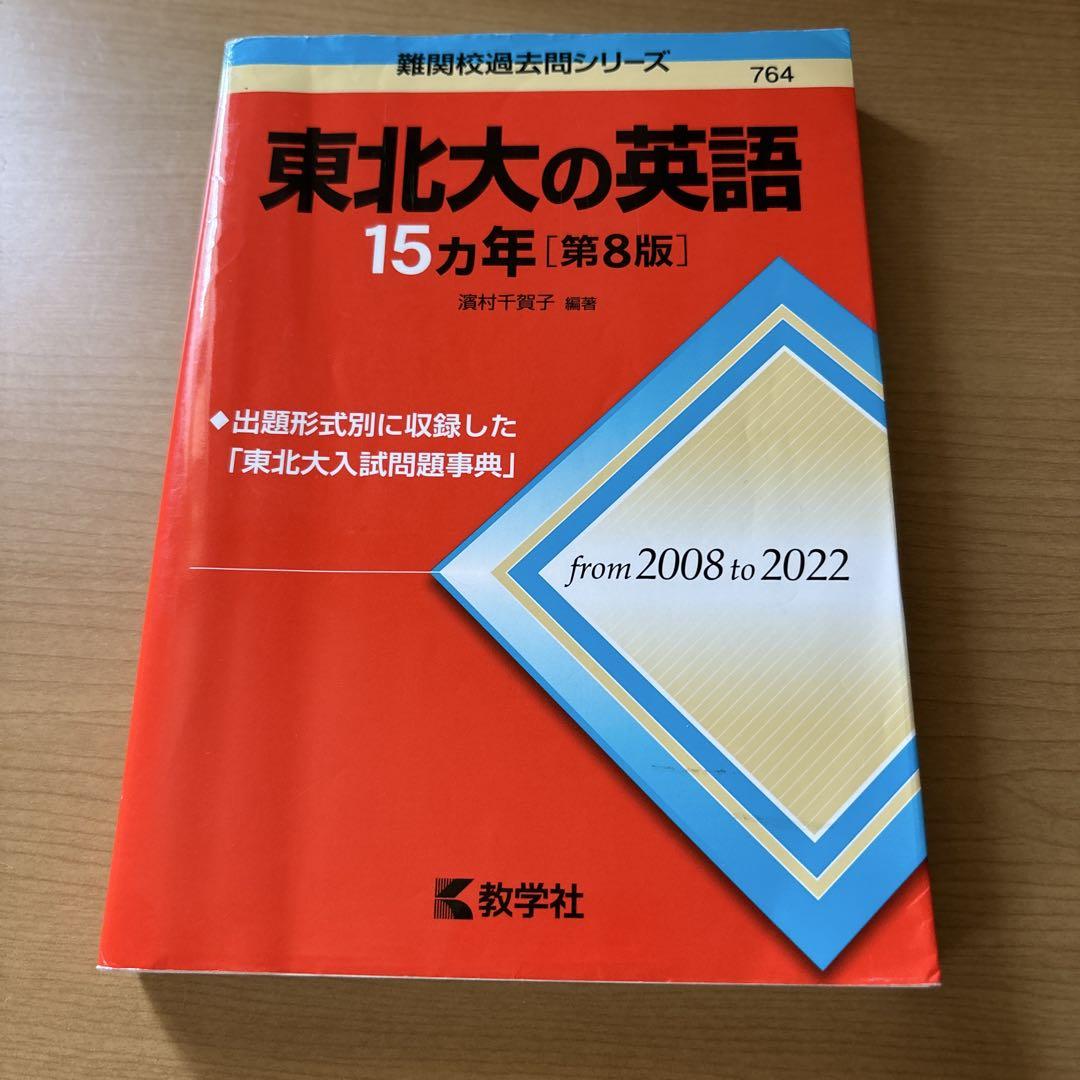 難関校過去問シリーズ
764
東北大の英語
15ヵ年[第8版]
濱村千賀子 編著
◆出題形式別に収録した
「東北大入試問題事典」
from 2008 to 2022
教学社